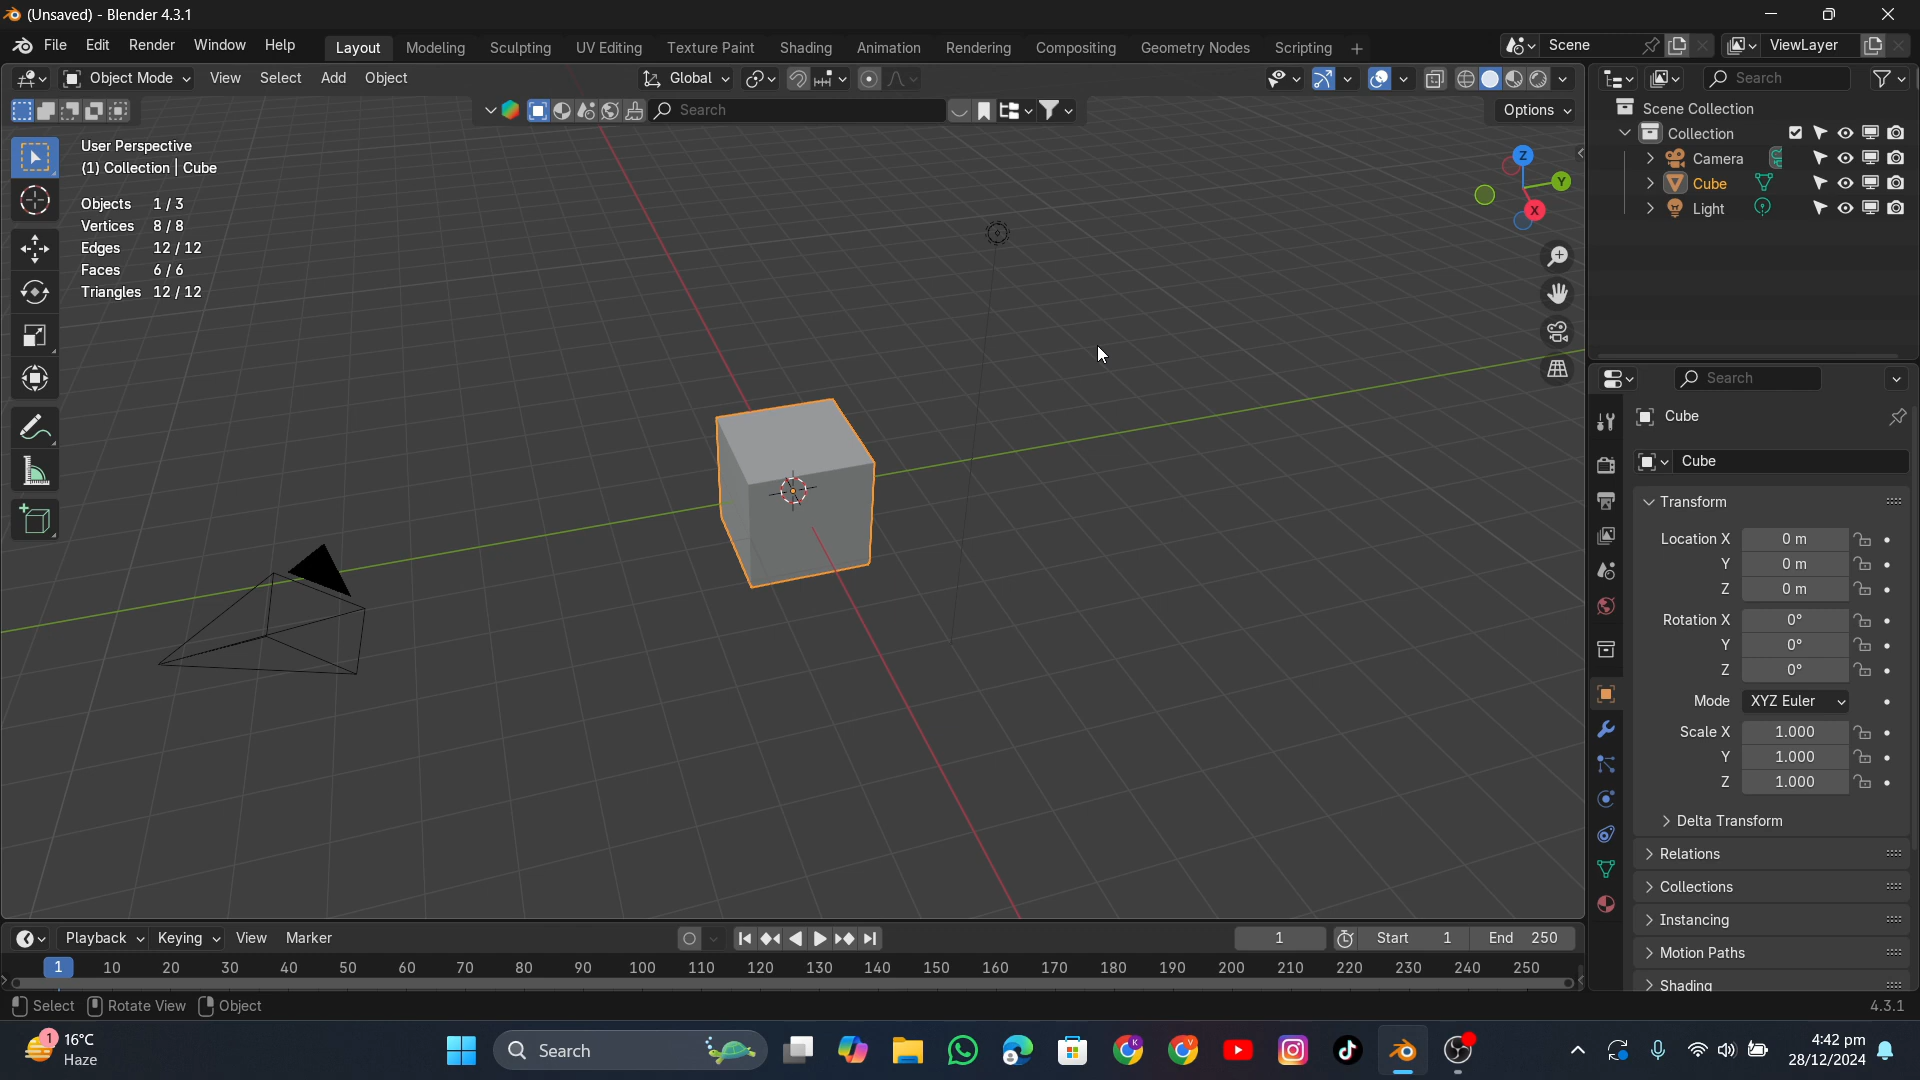 (Unsaved) - Blender 4.3.1
File Edit Render Window Help Layout Modeling Sculpting UV Editing Texture Paint Shading Animation Rendering Compositing Geometry Nodes Scripting + Scene ViewLayer
Object Mode View Select Add Object Global Search
Search Options
Scene Collection
Collection
Camera
Cube
Light
User Perspective
(1) Collection | Cube
Objects 1 / 3
Vertices 8 / 8
Edges 12 / 12
Faces 6 / 6
Triangles 12 / 12
Z
Y
X
Search
Cube
Cube
Transform
Location X 0 m
Y 0 m
Z 0 m
Rotation X 0°
Y 0°
Z 0°
Mode XYZ Euler
Scale X 1.000
Y 1.000
Z 1.000
Delta Transform
Relations
Collections
Instancing
Motion Paths
Shading
Playback Keying View Marker 1 Start 1 End 250
1 10 20 30 40 50 60 70 80 90 100 110 120 130 140 150 160 170 180 190 200 210 220 230 240 250
Select Rotate View Object 4.3.1
1 16°C
Haze
Search
K
V
4:42 pm
28/12/2024